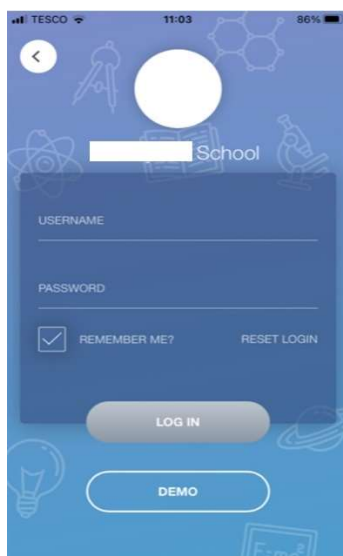 TESCO 11:03 86%
School
USERNAME
PASSWORD
REMEMBER ME? RESET LOGIN
LOG IN
DEMO